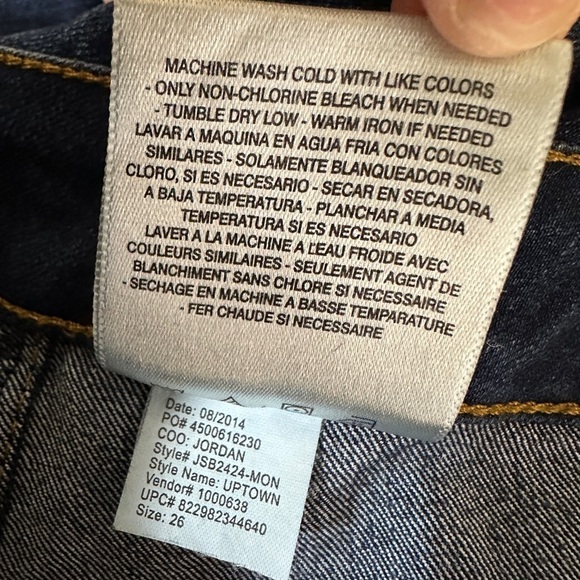 MACHINE WASH COLD WITH LIKE COLORS
- ONLY NON-CHLORINE BLEACH WHEN NEEDED
- TUMBLE DRY LOW - WARM IRON IF NEEDED
LAVAR A MAQUINA EN AGUA FRIA CON COLORES
SIMILARES - SOLAMENTE BLANQUEADOR SIN
CLORO, SI ES NECESARIO - SECAR EN SECADORA,
A BAJA TEMPERATURA - PLANCHAR A MEDIA
TEMPERATURA SI ES NECESARIO
LAVER A LA MACHINE A L'EAU FROIDE AVEC
COULEURS SIMILAIRES - SEULEMENT AGENT DE
BLANCHIMENT SANS CHLORE SI NECESSAIRE
- SECHAGE EN MACHINE A BASSE TEMPARATURE
- FER CHAUDE SI NECESSAIRE
Date: 08/2014
PO# 4500616230
COO: JORDAN
Style# JSB2424-MON
Style Name: UPTOWN
Vendor# 1000638
UPC# 822982344640
Size: 26